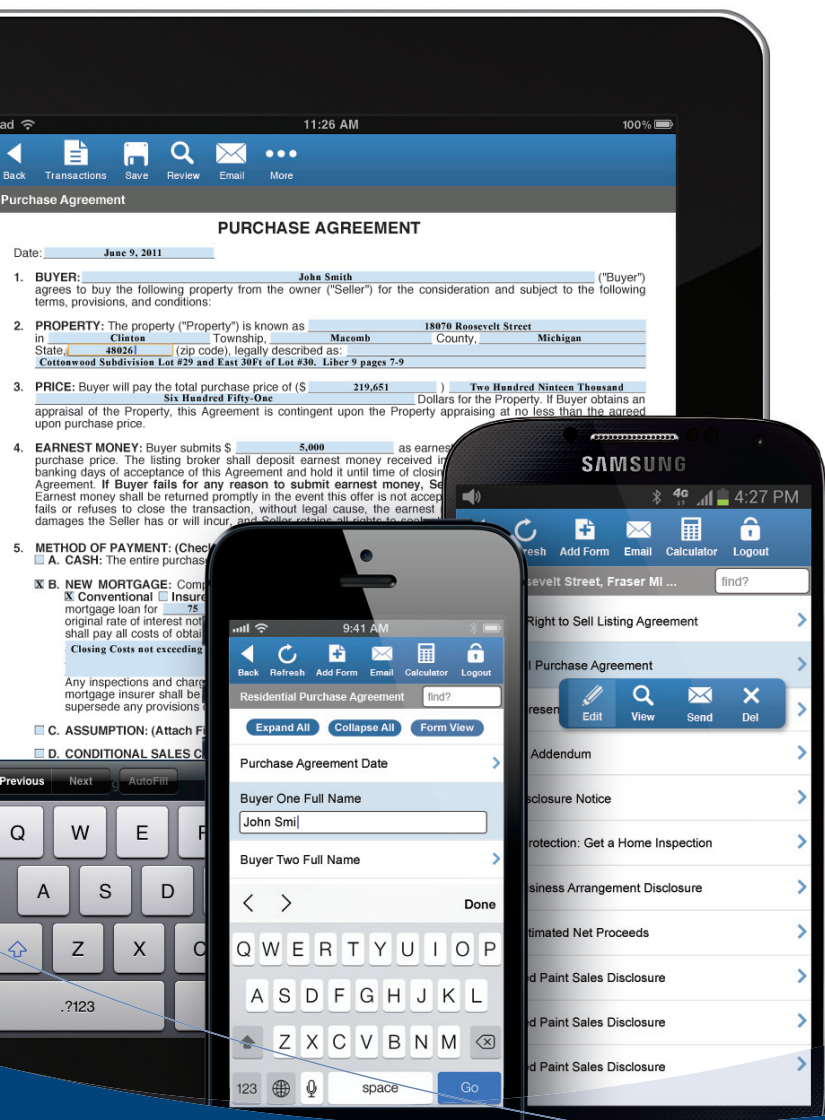 ad 11:26 AM 100%
Back Transactions Save Review Email More
Purchase Agreement
PURCHASE AGREEMENT
Date: June 9, 2011
1. BUYER: John Smith ("Buyer")
agrees to buy the following property from the owner ("Seller") for the consideration and subject to the following
terms, provisions, and conditions:
2. PROPERTY: The property ("Property") is known as 18070 Roosevelt Street
in Clinton Township, Macomb County, Michigan
State, 48026 (zip code), legally described as:
Cottonwood Subdivision Lot #29 and East 30Ft of Lot #30. Liber 9 pages 7-9
3. PRICE: Buyer will pay the total purchase price of ($ 219,651 ) Two Hundred Ninteen Thousand
Six Hundred Fifty-One Dollars for the Property. If Buyer obtains an
appraisal of the Property, this Agreement is contingent upon the Property appraising at no less than the agreed
upon purchase price.
4. EARNEST MONEY: Buyer submits $ 5,000 as earnes
purchase price. The listing broker shall deposit earnest money received in
banking days of acceptance of this Agreement and hold it until time of closin
Agreement. If Buyer fails for any reason to submit earnest money, Se
Earnest money shall be returned promptly in the event this offer is not accep
fails or refuses to close the transaction, without legal cause, the earnest
damages the Seller has or will incur, and Seller retains all rights to
5. METHOD OF PAYMENT: (Chec
A. CASH: The entire purchas
X B. NEW MORTGAGE: Comp
X Conventional Insure
mortgage loan for 75
original rate of interest not
shall pay all costs of obtai
Closing Costs not exceeding
Any inspections and charg
mortgage insurer shall be
supersede any provisions
C. ASSUMPTION: (Attach F
D. CONDITIONAL SALES C
Previous Next AutoFill
Q W E
A S D
Z X C
.?123
9:41 AM
Back Refresh Add Form Email Calculator Logout
Residential Purchase Agreement find?
Expand All Collapse All Form View
Purchase Agreement Date
Buyer One Full Name
John Smi
Buyer Two Full Name
Done
Q W E R T Y U I O P
A S D F G H J K L
Z X C V B N M
123 space Go
SAMSUNG
4G 4:27 PM
esh Add Form Email Calculator Logout
sevelt Street, Fraser MI ... find?
Right to Sell Listing Agreement
l Purchase Agreement
resen
Edit View Send Del
Addendum
sclosure Notice
rotection: Get a Home Inspection
siness Arrangement Disclosure
timated Net Proceeds
d Paint Sales Disclosure
d Paint Sales Disclosure
d Paint Sales Disclosure